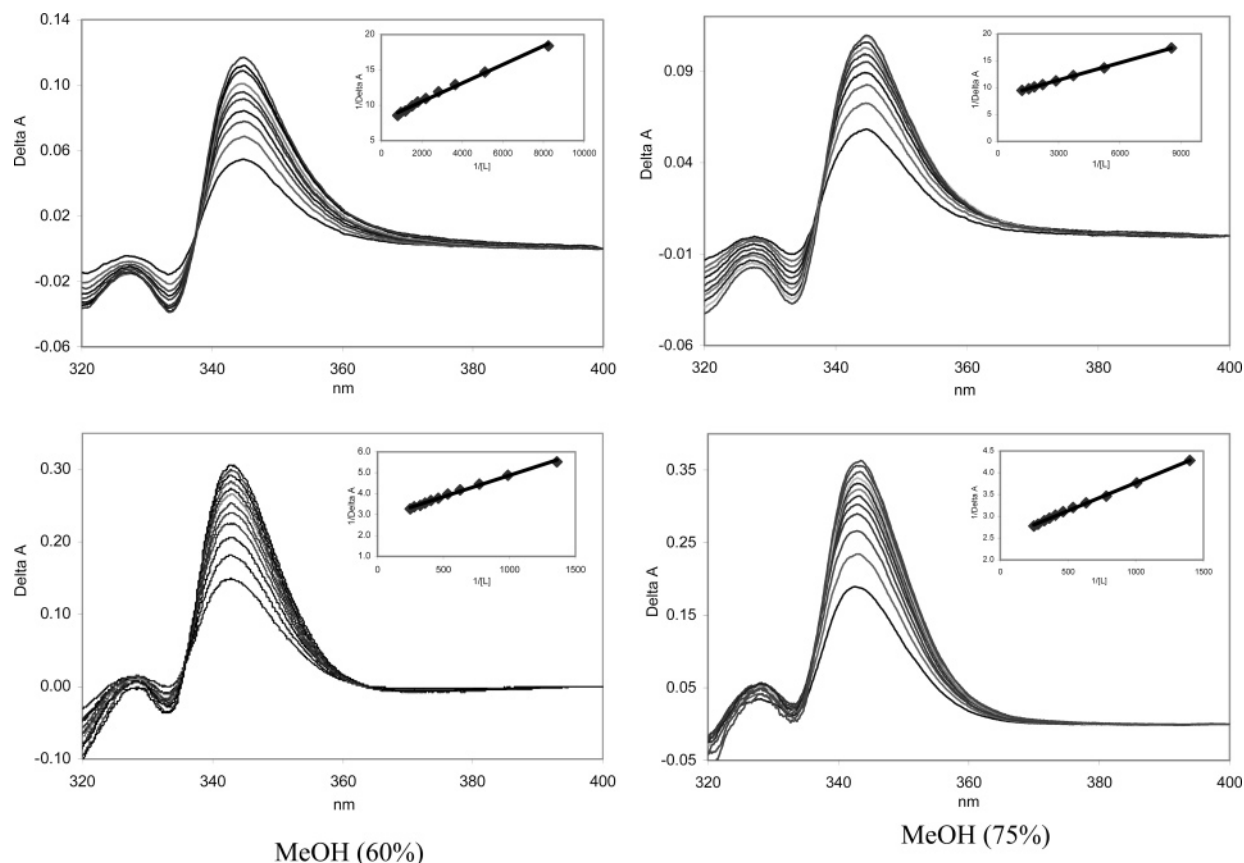 0.14
0.10
0.06
0.02
-0.02
-0.06
Delta A
320 340 360 380 400
nm
20
15
10
5
1/Delta A
0 2000 4000 6000 8000 10000
1/[L]
0.09
0.04
-0.01
-0.06
Delta A
320 340 360 380 400
nm
20
15
10
5
0
1/Delta A
0 3000 6000 9000
1/[L]
0.30
0.20
0.10
0.00
-0.10
Delta A
320 340 360 380 400
nm
6.0
5.0
4.0
3.0
2.0
1.0
1/Delta A
0 500 1000 1500
1/[L]
MeOH (60%)
0.35
0.25
0.15
0.05
-0.05
Delta A
320 340 360 380 400
nm
4.5
4.0
3.5
3.0
2.5
2.0
1/Delta A
0 500 1000 1500
1/[L]
MeOH (75%)